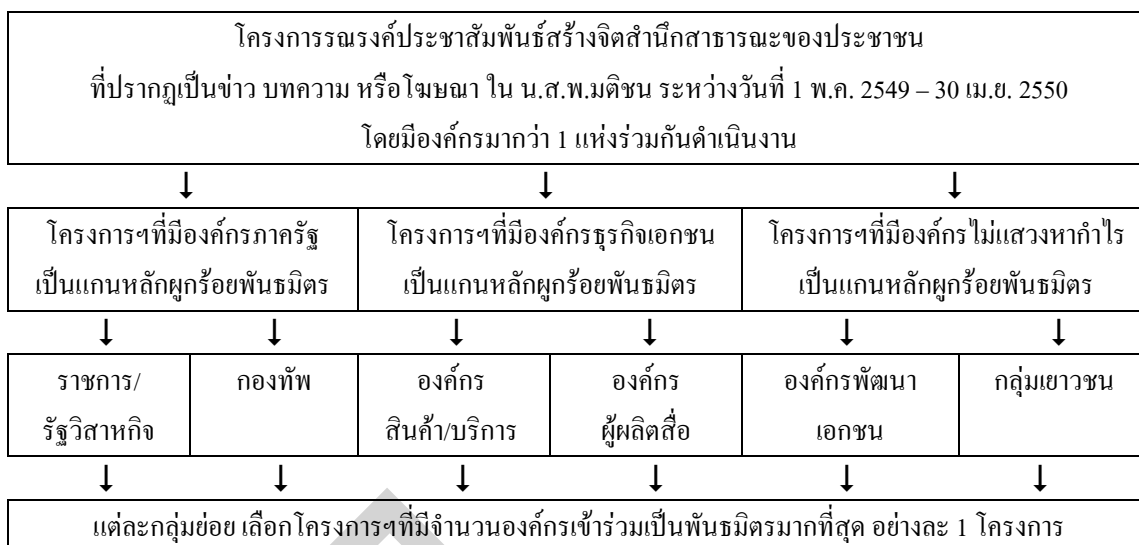 โครงการรณรงค์ประชาสัมพันธ์สร้างจิตสำนึกสาธารณะของประชาชน
ที่ปรากฏเป็นข่าว บทความ หรือโฆษณา ใน น.ส.พ.มติชน ระหว่างวันที่ 1 พ.ค. 2549 – 30 เม.ย. 2550
โดยมีองค์กรมากว่า 1 แห่งร่วมกันดำเนินงาน
↓ ↓ ↓
โครงการฯที่มีองค์กรภาครัฐ
เป็นแกนหลักผูกร้อยพันธมิตร
โครงการฯที่มีองค์กรธุรกิจเอกชน
เป็นแกนหลักผูกร้อยพันธมิตร
โครงการฯที่มีองค์กรไม่แสวงหากำไร
เป็นแกนหลักผูกร้อยพันธมิตร
↓ ↓ ↓ ↓ ↓ ↓
ราชการ/
รัฐวิสาหกิจ
กองทัพ
องค์กร
สินค้า/บริการ
องค์กร
ผู้ผลิตสื่อ
องค์กรพัฒนา
เอกชน
กลุ่มเยาวชน
↓ ↓ ↓ ↓ ↓ ↓
แต่ละกลุ่มย่อย เลือกโครงการฯที่มีจำนวนองค์กรเข้าร่วมเป็นพันธมิตรมากที่สุด อย่างละ 1 โครงการ